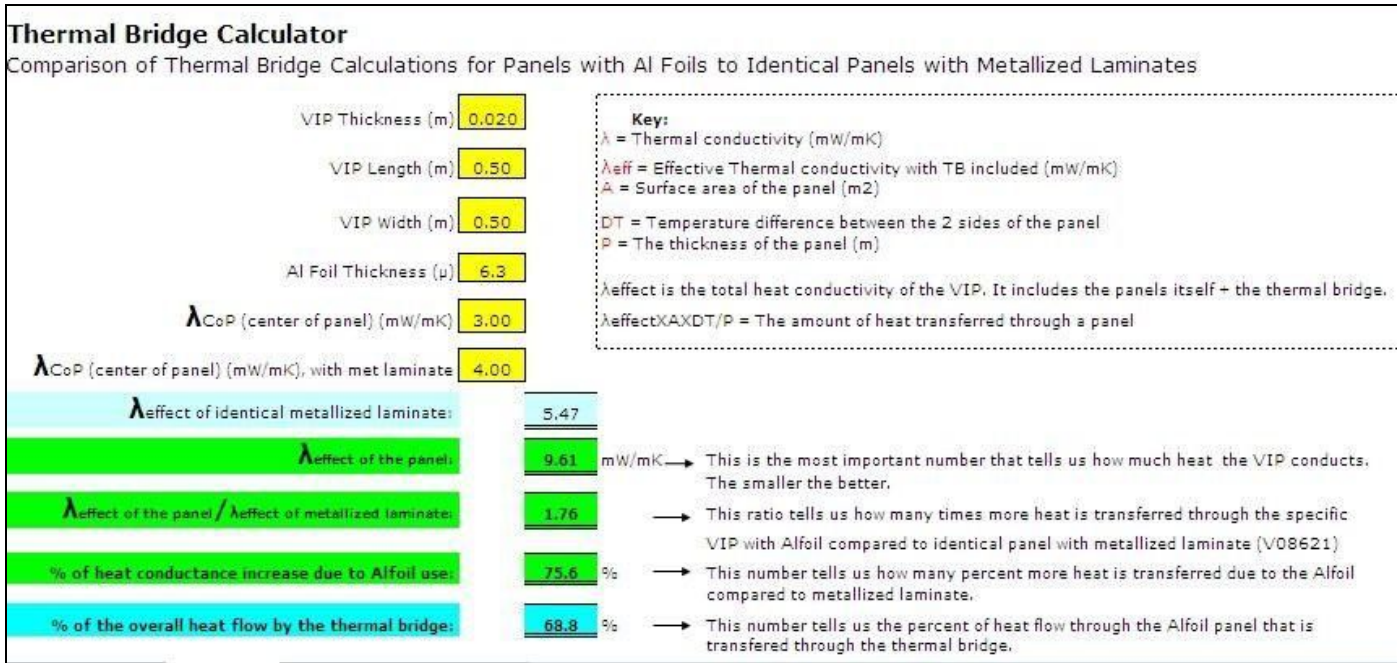 Thermal Bridge Calculator
Comparison of Thermal Bridge Calculations for Panels with Al Foils to Identical Panels with Metallized Laminates
VIP Thickness (m) 0.020
VIP Length (m) 0.50
VIP Width (m) 0.50
Al Foil Thickness (μ) 6.3
λCoP (center of panel) (mW/mK) 3.00
λCoP (center of panel) (mW/mK), with met laminate 4.00
Key:
λ = Thermal conductivity (mW/mK)
λeff = Effective Thermal conductivity with TB included (mW/mK)
A = Surface area of the panel (m2)
DT = Temperature difference between the 2 sides of the panel
P = The thickness of the panel (m)
λeffect is the total heat conductivity of the VIP. It includes the panels itself + the thermal bridge.
λeffectXAXDT/P = The amount of heat transferred through a panel
λeffect of identical metallized laminate: 5.47
λeffect of the panel: 9.61 mW/mK → This is the most important number that tells us how much heat the VIP conducts.
The smaller the better.
λeffect of the panel/λeffect of metallized laminate: 1.76 → This ratio tells us how many times more heat is transferred through the specific
VIP with Alfoil compared to identical panel with metallized laminate (V08621)
% of heat conductance increase due to Alfoil use: 75.6 % → This number tells us how many percent more heat is transferred due to the Alfoil
compared to metallized laminate.
% of the overall heat flow by the thermal bridge: 68.8 % → This number tells us the percent of heat flow through the Alfoil panel that is
transfered through the thermal bridge.